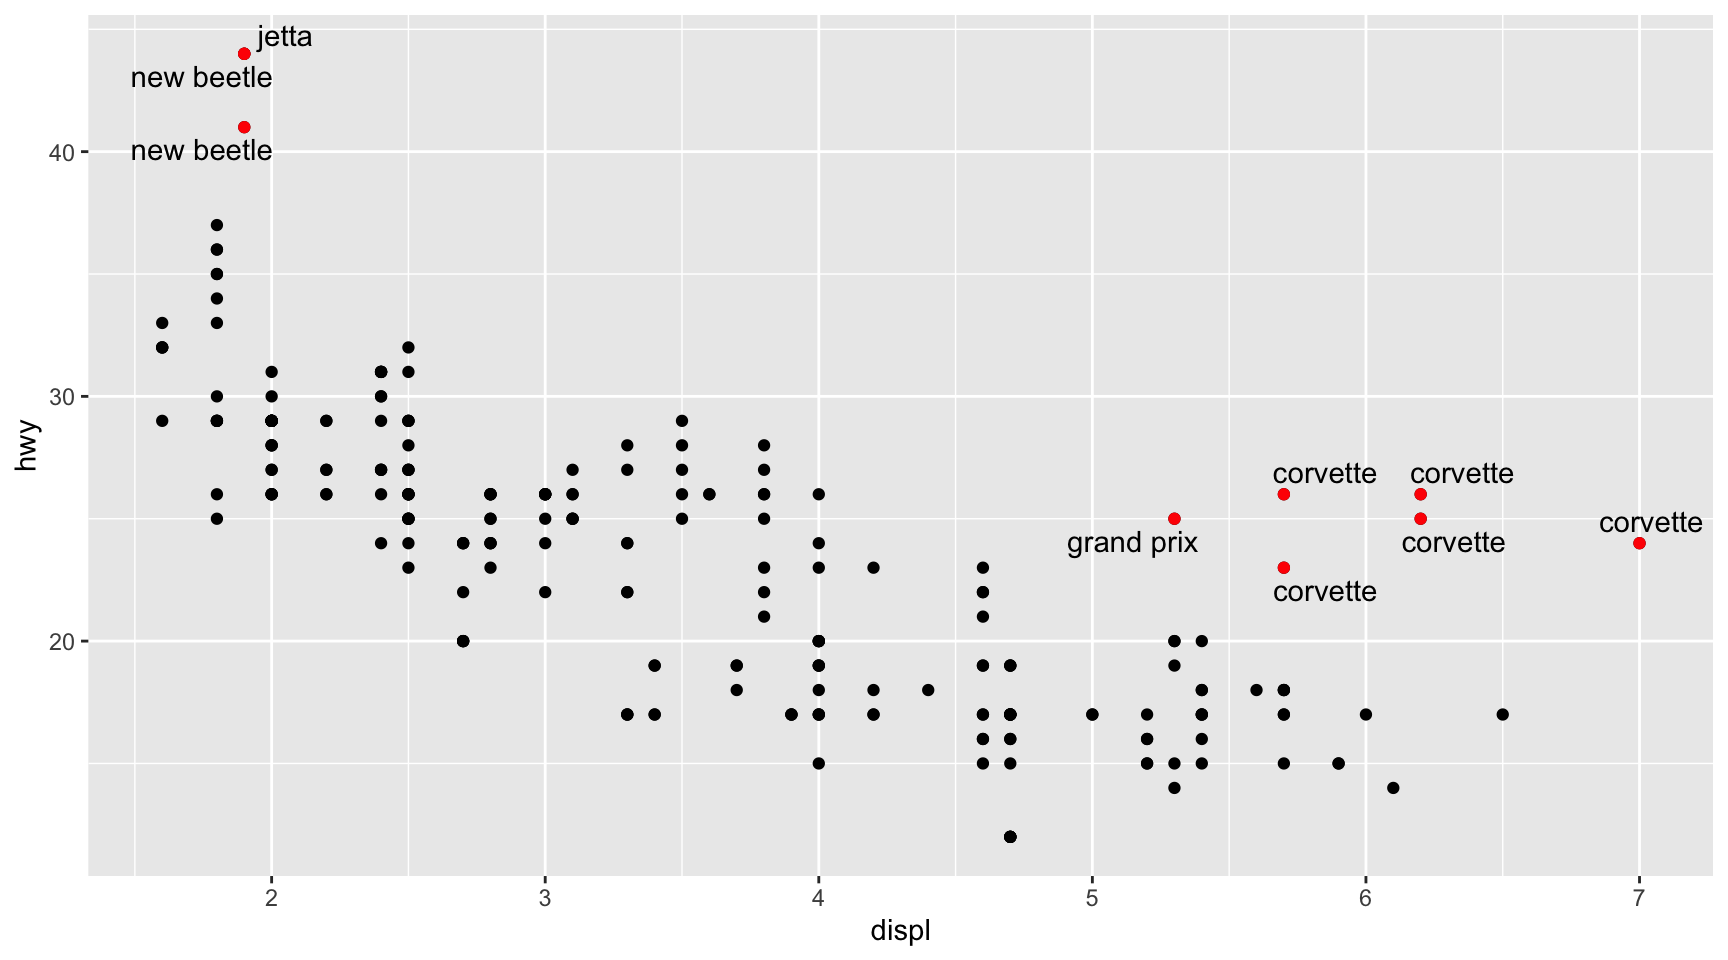 jetta
new beetle
new beetle
40
30
20
hwy
corvette
corvette
corvette
grand prix
corvette
corvette
2
3
4
5
6
7
displ